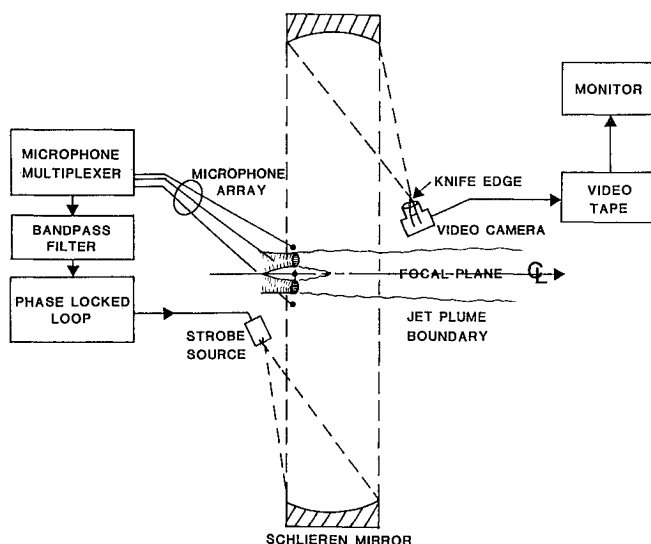 MICROPHONE
MULTIPLEXER
BANDPASS
FILTER
PHASE LOCKED
LOOP
MICROPHONE
ARRAY
STROBE
SOURCE
KNIFE EDGE
VIDEO CAMERA
MONITOR
VIDEO
TAPE
FOCAL-PLANE
℄
JET PLUME
BOUNDARY
SCHLIEREN MIRROR